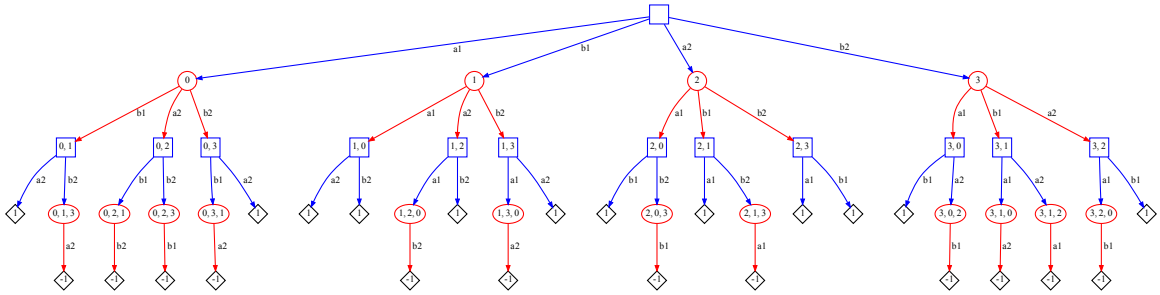 a1 b1 a2 b2
0 1 2 3
b1 a2 b2 a1 a2 b2 a1 b1 b2 a1 b1 a2
0, 1 0, 2 0, 3 1, 0 1, 2 1, 3 2, 0 2, 1 2, 3 3, 0 3, 1 3, 2
a2 b2 b1 b2 b1 a2 a2 b2 a1 b2 a1 a2 b1 b2 a1 b2 a1 b1 b1 a2 a1 a2 a1 b1
1 0, 1, 3 0, 2, 1 0, 2, 3 0, 3, 1 1 1 1 1, 2, 0 1 1, 3, 0 1 1 2, 0, 3 1 2, 1, 3 1 1 1 3, 0, 2 3, 1, 0 3, 1, 2 3, 2, 0 1
a2 b2 b1 a2 b2 a2 b1 a1 b1 a2 a1 b1
-1 -1 -1 -1 -1 -1 -1 -1 -1 -1 -1 -1